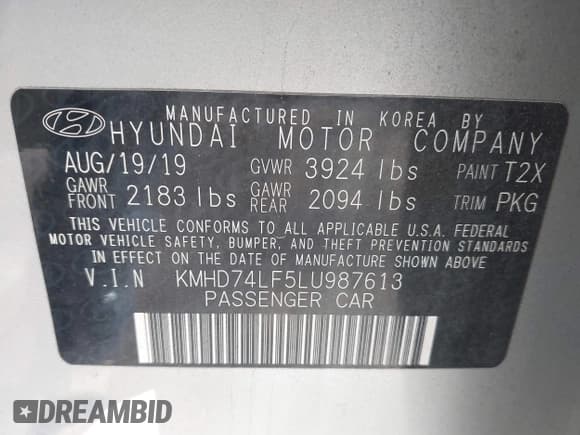 MANUFACTURED IN KOREA BY
HYUNDAI MOTOR COMPANY
AUG/19/19 GVWR 3924 lbs PAINT T2X
GAWR FRONT 2183 lbs GAWR REAR 2094 lbs TRIM PKG
THIS VEHICLE CONFORMS TO ALL APPLICABLE U.S.A. FEDERAL
MOTOR VEHICLE SAFETY, BUMPER, AND THEFT PREVENTION STANDARDS
IN EFFECT ON THE DATE OF MANUFACTURE SHOWN ABOVE
V.I.N KMHD74LF5LU987613
PASSENGER CAR
DREAMBID